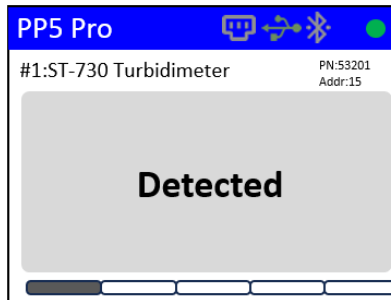 PP5 Pro
#1:ST-730 Turbidimeter
PN:53201
Addr:15
Detected